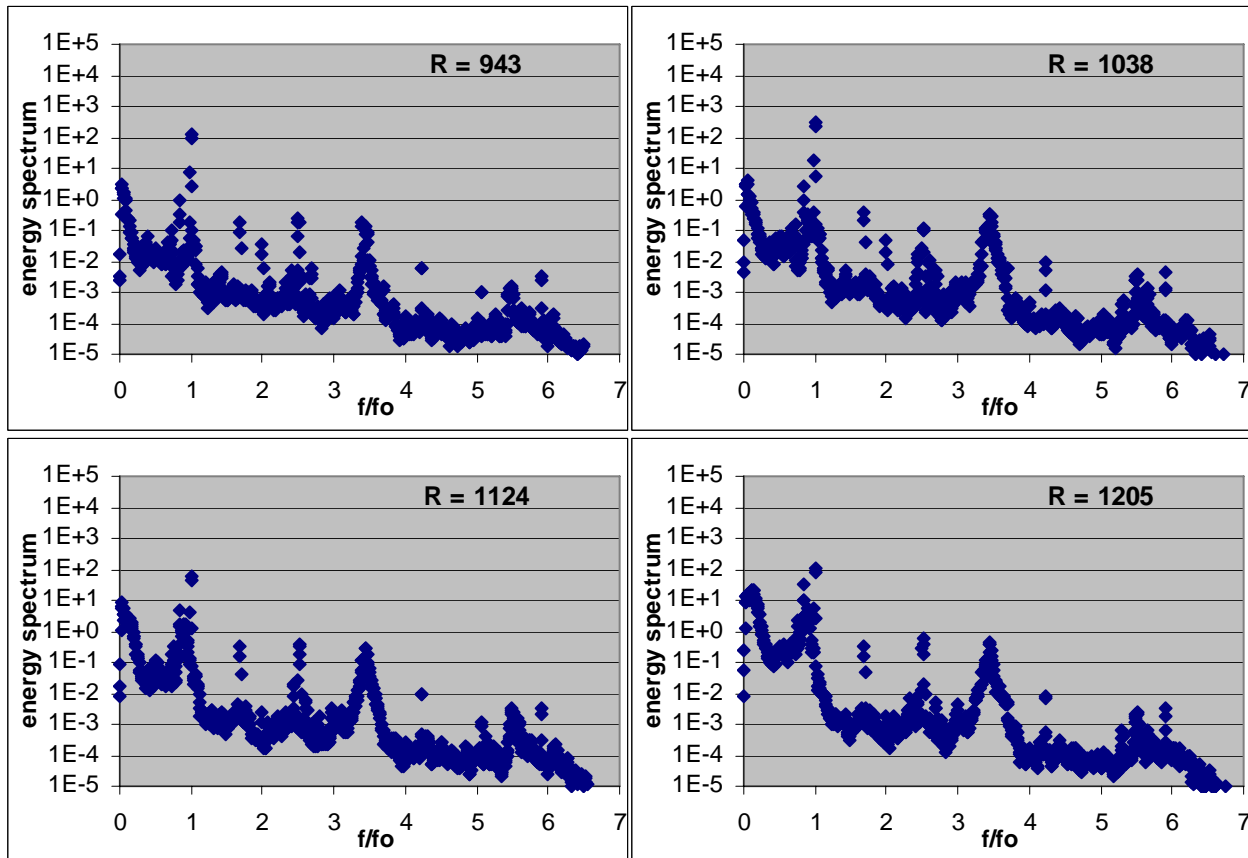 R = 943
energy spectrum
1E+5
1E+4
1E+3
1E+2
1E+1
1E+0
1E-1
1E-2
1E-3
1E-4
1E-5
0 1 2 3 4 5 6 7
f/fo
R = 1038
energy spectrum
1E+5
1E+4
1E+3
1E+2
1E+1
1E+0
1E-1
1E-2
1E-3
1E-4
1E-5
0 1 2 3 4 5 6 7
f/fo
R = 1124
energy spectrum
1E+5
1E+4
1E+3
1E+2
1E+1
1E+0
1E-1
1E-2
1E-3
1E-4
1E-5
0 1 2 3 4 5 6 7
f/fo
R = 1205
energy spectrum
1E+5
1E+4
1E+3
1E+2
1E+1
1E+0
1E-1
1E-2
1E-3
1E-4
1E-5
0 1 2 3 4 5 6 7
f/fo